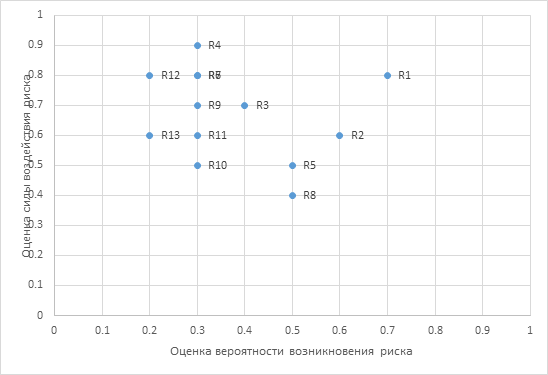 Оценка силы воздействия риска
1
0.9
0.8
0.7
0.6
0.5
0.4
0.3
0.2
0.1
0
R4
R12
R1
R9
R3
R13
R11
R2
R10
R5
R8
0 0.1 0.2 0.3 0.4 0.5 0.6 0.7 0.8 0.9 1
Оценка вероятности возникновения риска